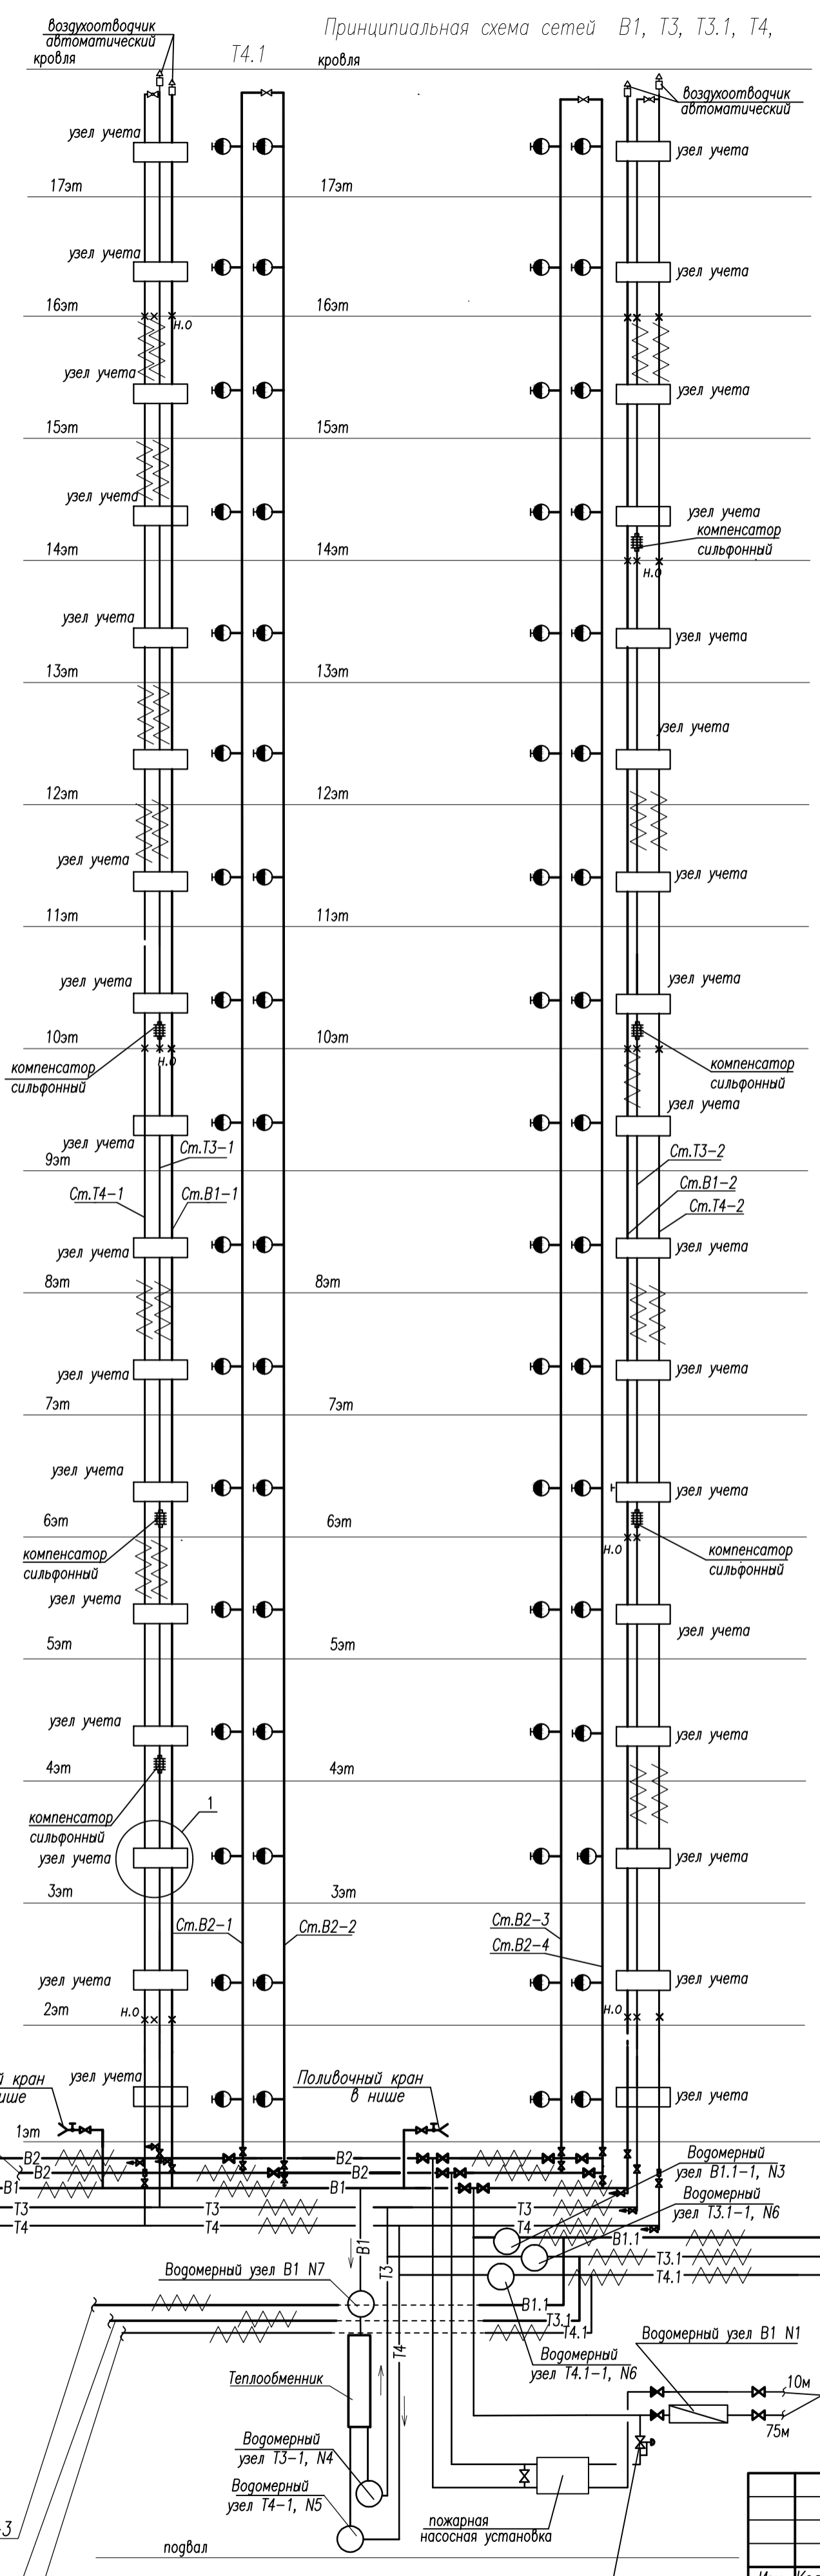 воздухоотводчик
автоматический
Принципиальная схема сетей В1, Т3, Т3.1, Т4,
Т4.1
кровля
кровля
воздухоотводчик
автоматический
узел учета
узел учета
17эт
17эт
узел учета
узел учета
16эт
16эт
н.о
узел учета
узел учета
15эт
15эт
узел учета
узел учета
компенсатор
сильфонный
14эт
14эт
н.о
узел учета
узел учета
13эт
13эт
узел учета
12эт
12эт
узел учета
узел учета
11эт
11эт
узел учета
узел учета
10эт
10эт
н.о
компенсатор
сильфонный
компенсатор
сильфонный
узел учета
узел учета
Ст.Т3-1
Ст.Т3-2
9эт
Ст.Т4-1
Ст.В1-1
Ст.В1-2
Ст.Т4-2
узел учета
узел учета
8эт
8эт
узел учета
узел учета
7эт
7эт
узел учета
узел учета
6эт
6эт
н.о
компенсатор
сильфонный
компенсатор
сильфонный
узел учета
узел учета
5эт
5эт
узел учета
узел учета
4эт
4эт
1
компенсатор
сильфонный
узел учета
узел учета
3эт
3эт
Ст.В2-1
Ст.В2-2
Ст.В2-3
Ст.В2-4
узел учета
узел учета
2эт
н.о
н.о
узел учета
узел учета
й кран
ише
Поливочный кран
в нише
1эт
В2
В2
В2
В2
В1
В1
Т3
Т3
Т3
Т4
Т4
Т4
Водомерный
узел В1.1-1, N3
Водомерный
узел Т3.1-1, N6
В1.1
Т3.1
Т4.1
В1
Т3
Т4
Водомерный узел В1 N7
В1.1
Т3.1
Т4.1
Водомерный
узел Т4.1-1, N6
Водомерный узел В1 N1
10м
75м
Теплообменник
Водомерный
узел Т3-1, N4
Водомерный
узел Т4-1, N5
пожарная
насосная установка
-3
подвал